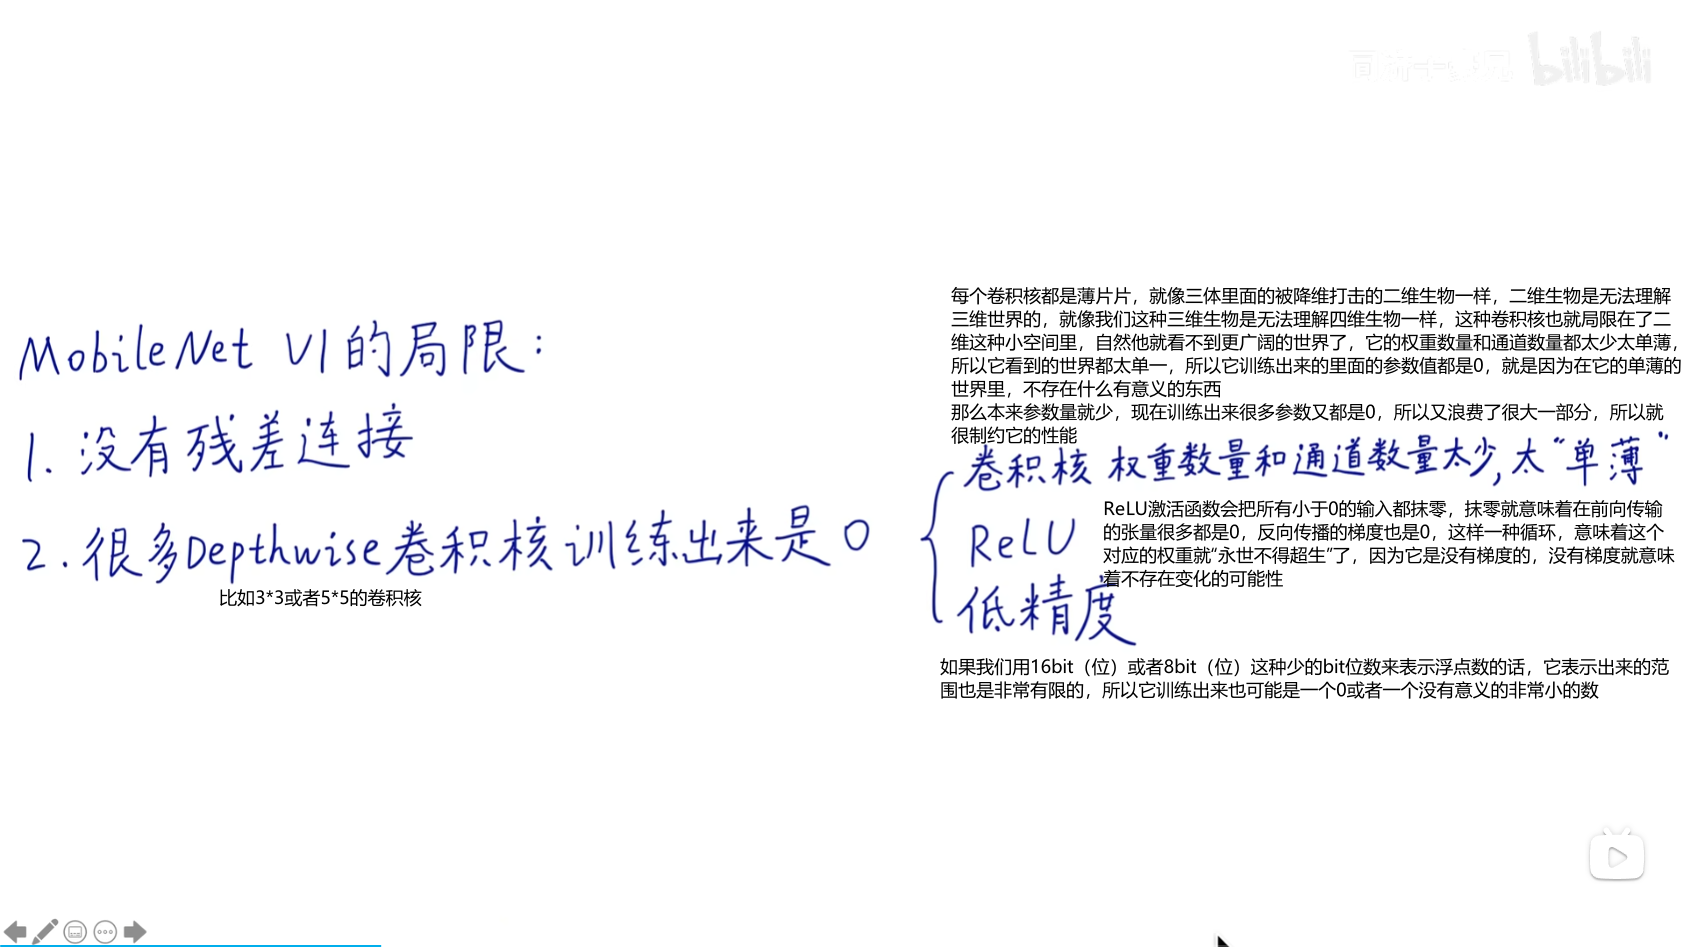 bilibili
MobileNet V1的局限：
1. 没有残差连接
2. 很多Depthwise卷积核训练出来是0
比如3*3或者5*5的卷积核
每个卷积核都是薄片片，就像三体里面的被降维打击的二维生物一样，二维生物是无法理解
三维世界的，就像我们这种三维生物是无法理解四维生物一样，这种卷积核也就局限在了二
维这种小空间里，自然他就看不到更广阔的世界了，它的权重数量和通道数量都太少太单薄，
所以它看到的世界都太单一，所以它训练出来的里面的参数值都是0，就是因为在它的单薄的
世界里，不存在什么有意义的东西
那么本来参数量就少，现在训练出来很多参数又都是0，所以又浪费了很大一部分，所以就
很制约它的性能
卷积核 权重数量和通道数量太少，太“单薄”
ReLU
ReLU激活函数会把所有小于0的输入都抹零，抹零就意味着在前向传输
的张量很多都是0，反向传播的梯度也是0，这样一种循环，意味着这个
对应的权重就“永世不得超生”了，因为它是没有梯度的，没有梯度就意味
着不存在变化的可能性
低精度
如果我们用16bit（位）或者8bit（位）这种少的bit位数来表示浮点数的话，它表示出来的范
围也是非常有限的，所以它训练出来也可能是一个0或者一个没有意义的非常小的数